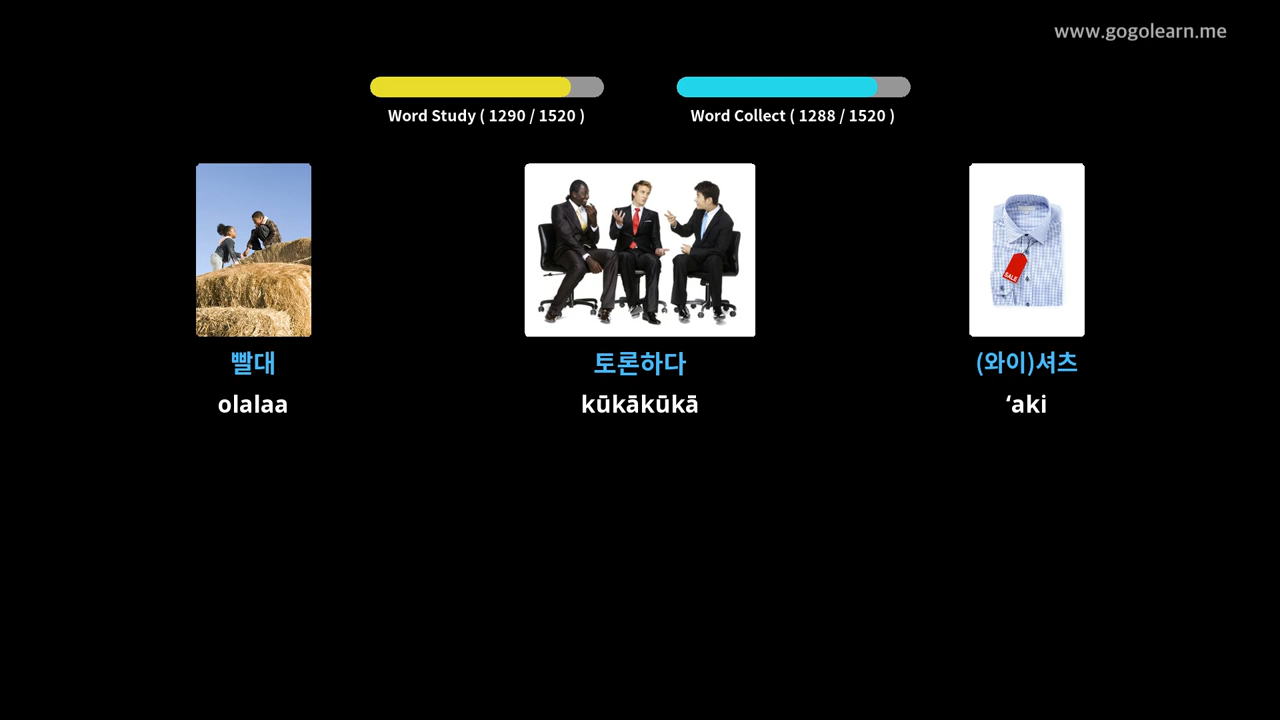 www.gogolearn.me
Word Study ( 1290 / 1520 )
Word Collect ( 1288 / 1520 )
SALE
빨대
토론하다
(와이)셔츠
olalaa
kūkākūkā
ʻaki